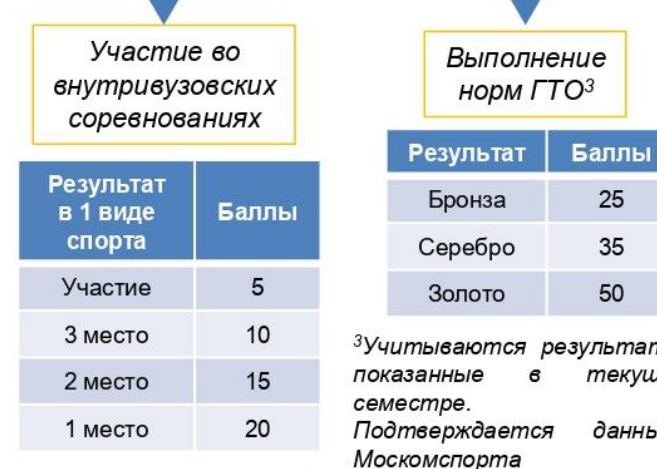 Участие во
внутривузовских
соревнованиях
Результат
в 1 виде
спорта
Баллы
Участие 5
3 место 10
2 место 15
1 место 20
Выполнение
норм ГТО³
Результат Баллы
Бронза 25
Серебро 35
Золото 50
³Учитываются
показанные в
семестре.
Подтверждается
Москомспорта